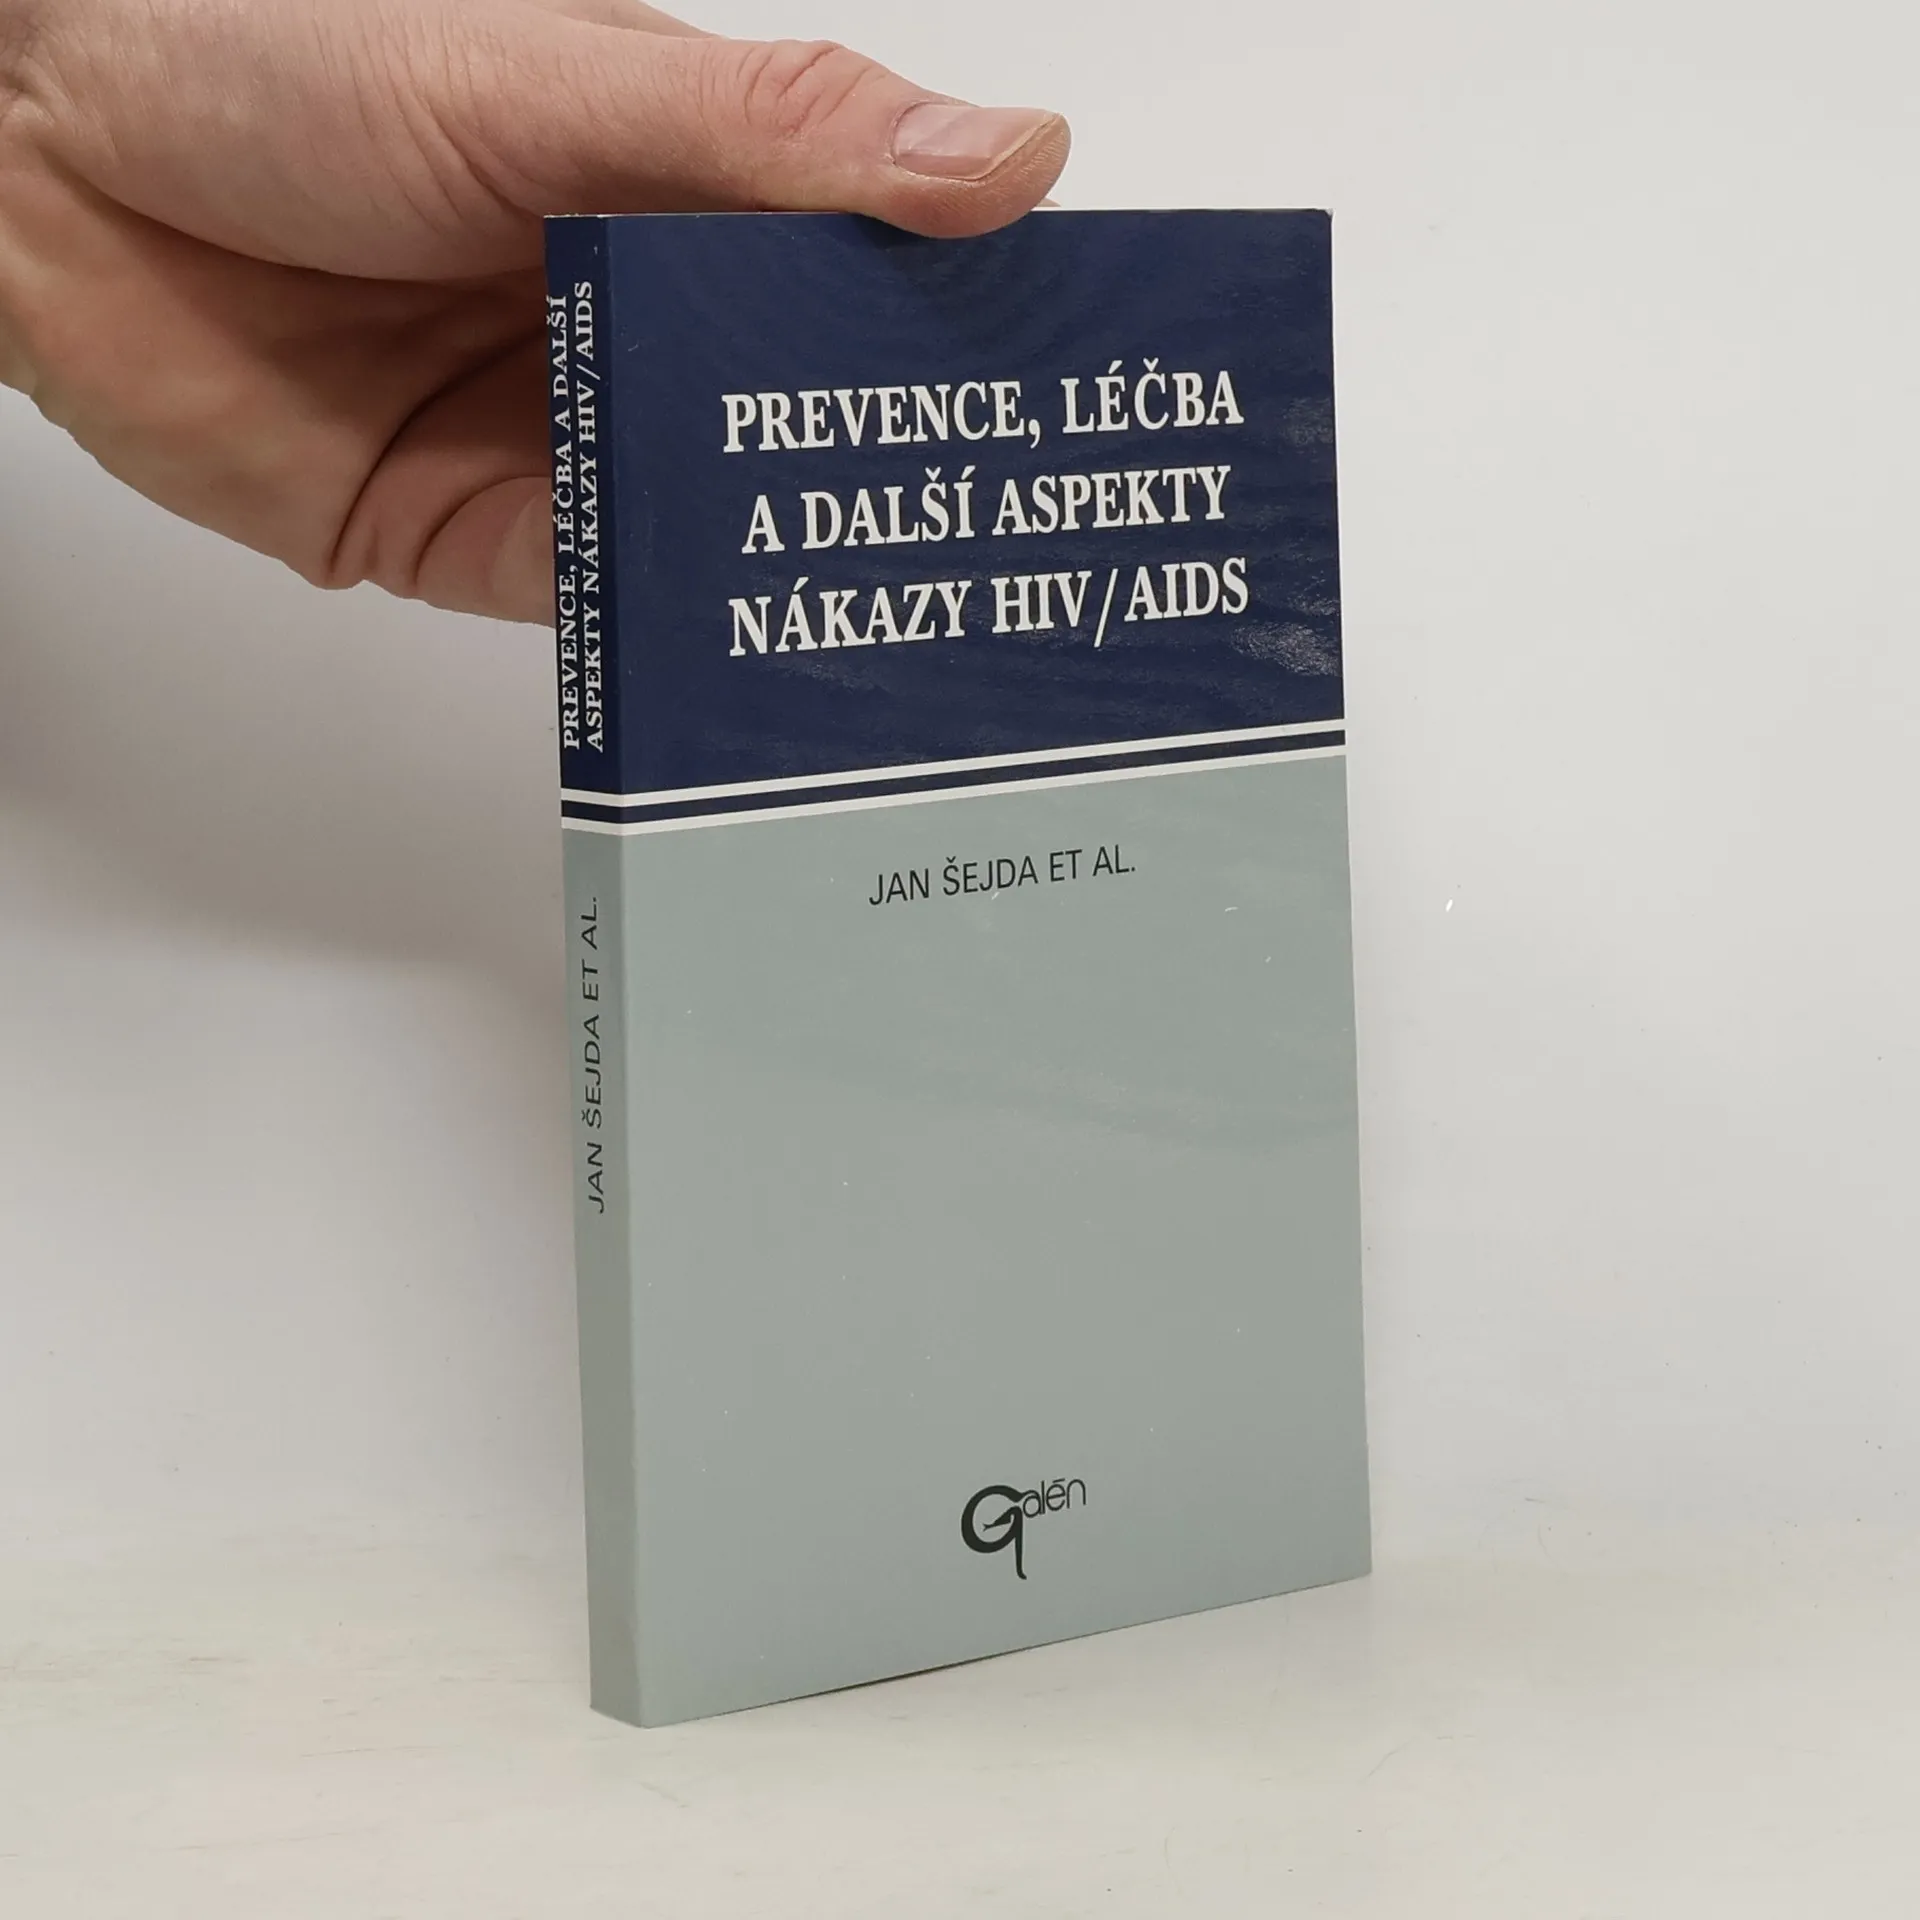 PREVENCE, LÉČBA A DALŠÍ
ASPEKTY NÁKAZY HIV/AIDS
JAN ŠEJDA ET AL.
PREVENCE, LÉČBA
A DALŠÍ ASPEKTY
NÁKAZY HIV/AIDS
JAN ŠEJDA ET AL.
Galén